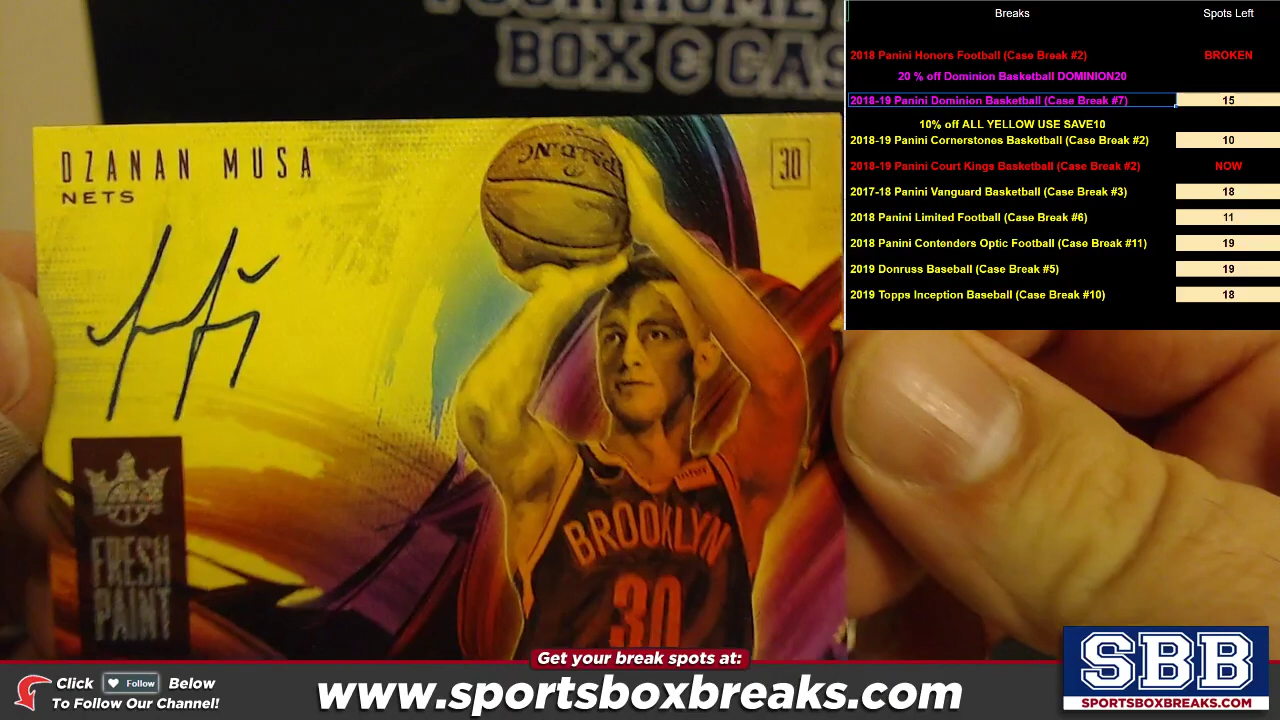 YOUR HOME
BOX & CAS
Breaks Spots Left
2018 Panini Honors Football (Case Break #2) BROKEN
20 % off Dominion Basketball DOMINION20
2018-19 Panini Dominion Basketball (Case Break #7) 15
10% off ALL YELLOW USE SAVE10
2018-19 Panini Cornerstones Basketball (Case Break #2) 10
2018-19 Panini Court Kings Basketball (Case Break #2) NOW
2017-18 Panini Vanguard Basketball (Case Break #3) 18
2018 Panini Limited Football (Case Break #6) 11
2018 Panini Contenders Optic Football (Case Break #11) 19
2019 Donruss Baseball (Case Break #5) 19
2019 Topps Inception Baseball (Case Break #10) 18
DZANAN MUSA
NETS
30
SPALDING
infor
BROOKLYN
30
FRESH
PAINT
Get your break spots at:
Click Follow Below
To Follow Our Channel!
www.sportsboxbreaks.com
SBB
SPORTSBOXBREAKS.COM